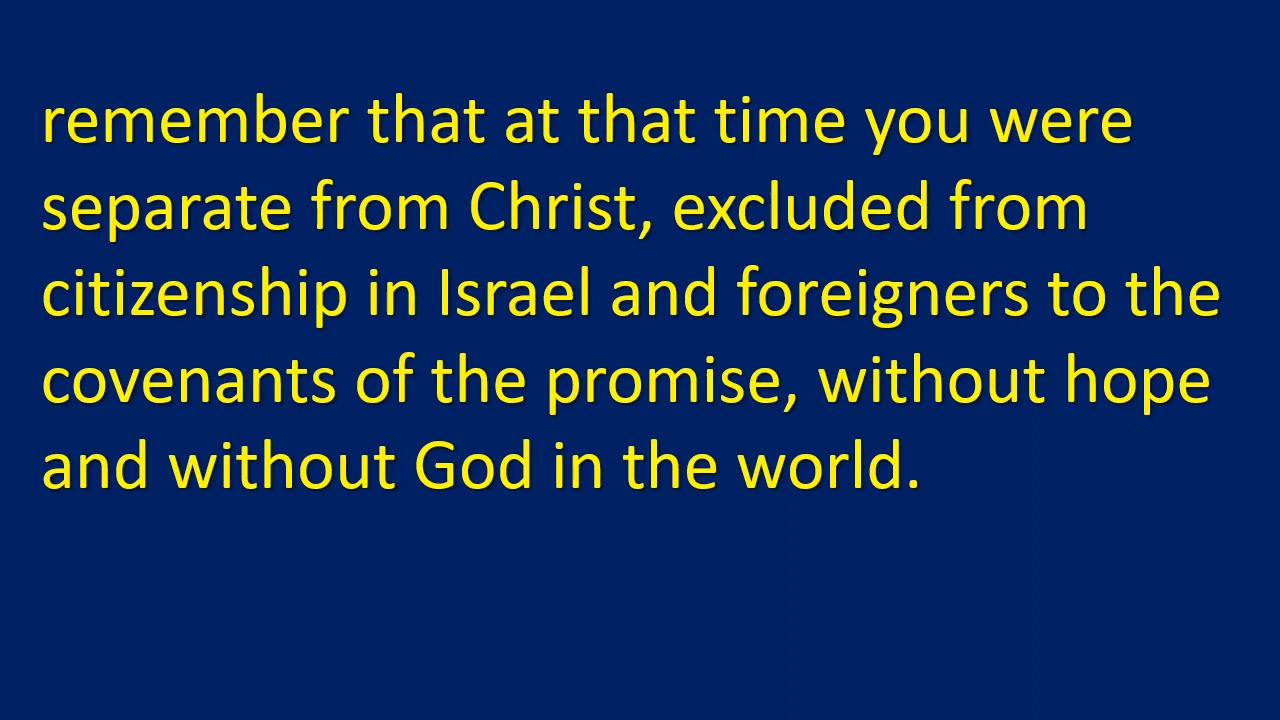 remember that at that time you were
separate from Christ, excluded from
citizenship in Israel and foreigners to the
covenants of the promise, without hope
and without God in the world.